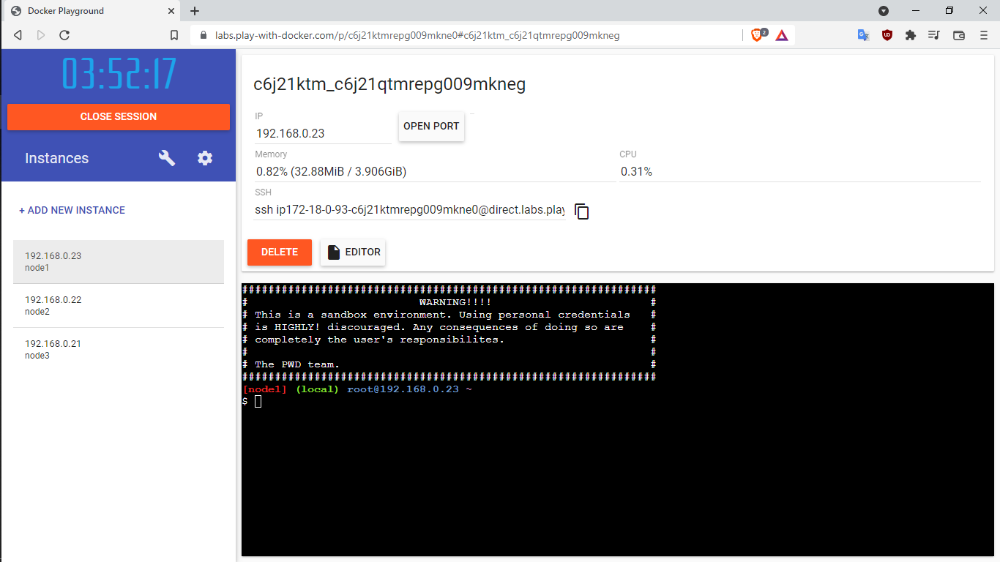 Docker Playground
labs.play-with-docker.com/p/c6j21ktmrepg009mkne0#c6j21ktm_c6j21qtmrepg009mkneg
2
03:52:17
CLOSE SESSION
Instances
+ ADD NEW INSTANCE
192.168.0.23
node1
192.168.0.22
node2
192.168.0.21
node3
c6j21ktm_c6j21qtmrepg009mkneg
IP
192.168.0.23
OPEN PORT
Memory
0.82% (32.88MiB / 3.906GiB)
CPU
0.31%
SSH
ssh ip172-18-0-93-c6j21ktmrepg009mkne0@direct.labs.play
DELETE
EDITOR
###############################################################
# WARNING!!!! #
# This is a sandbox environment. Using personal credentials #
# is HIGHLY! discouraged. Any consequences of doing so are #
# completely the user's responsibilites. #
# #
# The PWD team. #
###############################################################
[node1] (local) root@192.168.0.23 ~
$